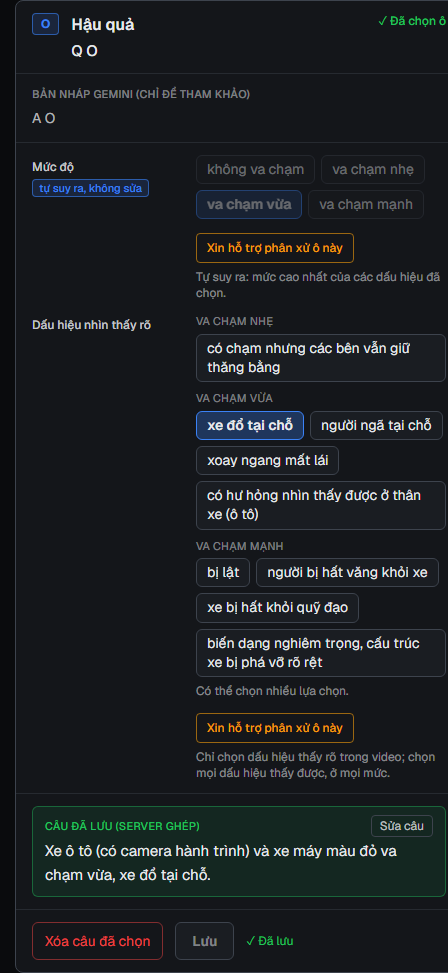 O Hậu quả ✓ Đã chọn ô
Q O
BẢN NHÁP GEMINI (CHỈ ĐỂ THAM KHẢO)
A O
Mức độ
tự suy ra, không sửa
không va chạm va chạm nhẹ
va chạm vừa va chạm mạnh
Xin hỗ trợ phân xử ô này
Tự suy ra: mức cao nhất của các dấu hiệu đã
chọn.
Dấu hiệu nhìn thấy rõ
VA CHẠM NHẸ
có chạm nhưng các bên vẫn giữ
thăng bằng
VA CHẠM VỪA
xe đổ tại chỗ người ngã tại chỗ
xoay ngang mất lái
có hư hỏng nhìn thấy được ở thân
xe (ô tô)
VA CHẠM MẠNH
bị lật người bị hất văng khỏi xe
xe bị hất khỏi quỹ đạo
biến dạng nghiêm trọng, cấu trúc
xe bị phá vỡ rõ rệt
Có thể chọn nhiều lựa chọn.
Xin hỗ trợ phân xử ô này
Chỉ chọn dấu hiệu thấy rõ trong video; chọn
mọi dấu hiệu thấy được, ở mọi mức.
CÂU ĐÃ LƯU (SERVER GHÉP) Sửa câu
Xe ô tô (có camera hành trình) và xe máy màu đỏ va
chạm vừa, xe đổ tại chỗ.
Xóa câu đã chọn Lưu ✓ Đã lưu